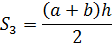 S₃ = (a + b)h / 2